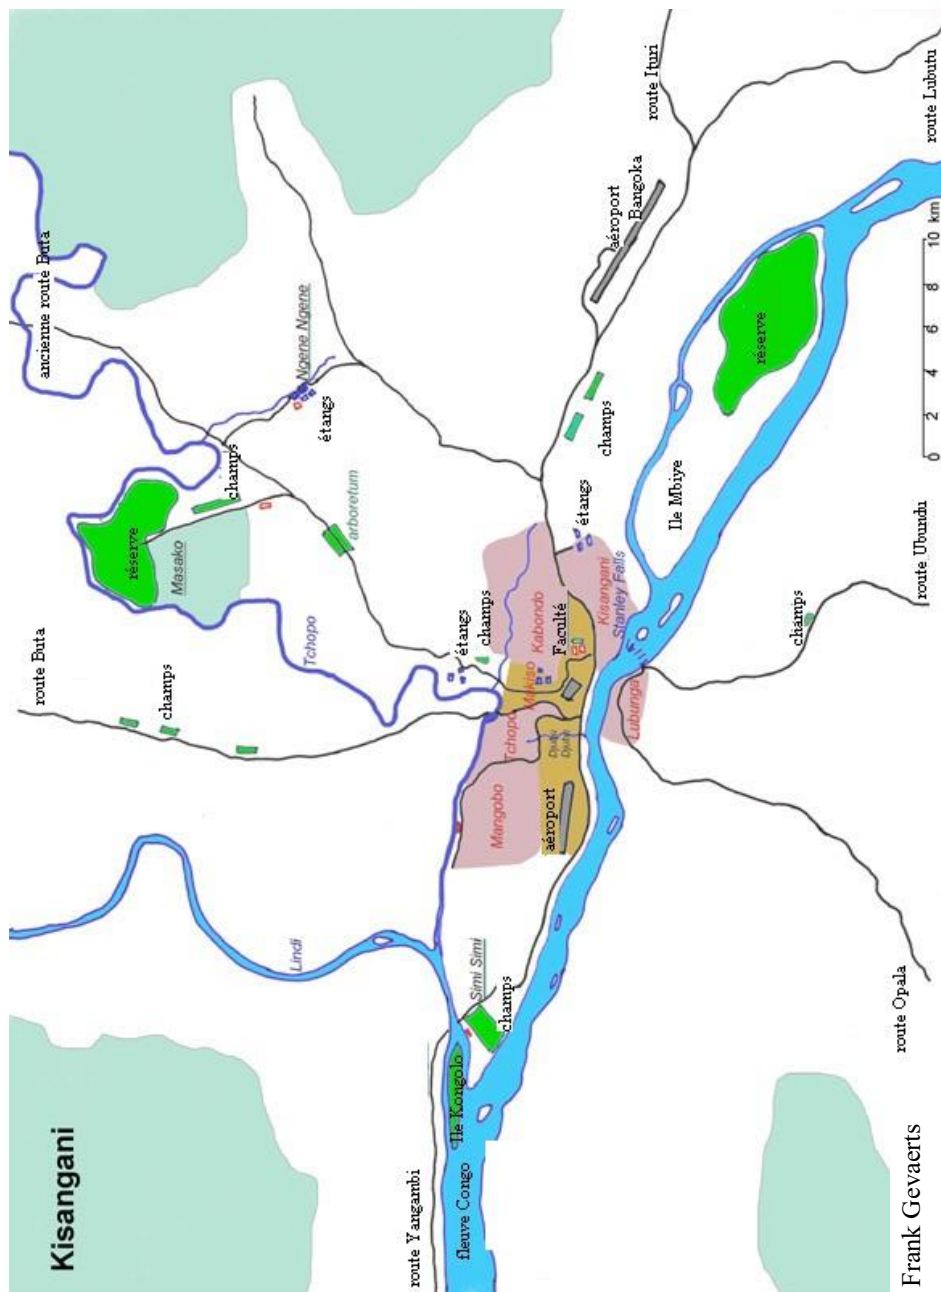 Kisangani
route Yangambi
fleuve Congo
Ile Kongolo
Simi Simi
champs
Lindi
route Buta
champs
réserve
Masako
Tchopo
champs
ancienne route Buta
Ngene Ngene
étangs
arboretum
étangs
champs
Mangobo
Tchopo
Makiso
Kabondo
Faculté
Kisangani
Stanley Falls
étangs
aéroport
Djubu
Djubu
Lubunga
champs
aéroport
Bangoka
route Ituri
route Lubutu
Ile Mbiye
réserve
champs
route Ubundu
route Opala
0 2 4 6 8 10 km
Frank Gevaerts